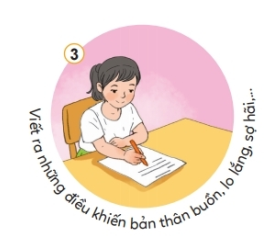 3
Viết ra những điều khiến bản thân buồn, lo lắng, sợ hãi,...